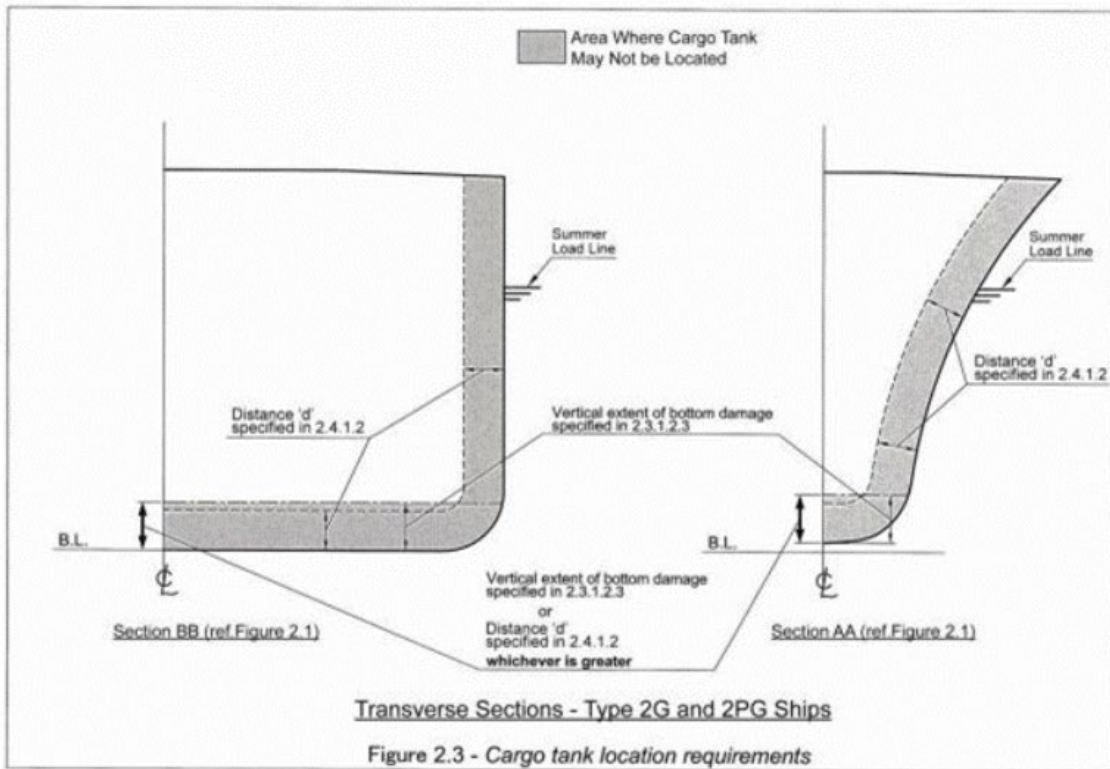 Area Where Cargo Tank
May Not be Located
Summer
Load Line
Summer
Load Line
Distance 'd'
specified in 2.4.1.2
Vertical extent of bottom damage
specified in 2.3.1.2.3
Distance 'd'
specified in 2.4.1.2
B.L.
B.L.
℄
℄
Vertical extent of bottom damage
specified in 2.3.1.2.3
or
Distance 'd'
specified in 2.4.1.2
whichever is greater
Section BB (ref.Figure 2.1)
Section AA (ref.Figure 2.1)
Transverse Sections - Type 2G and 2PG Ships
Figure 2.3 - Cargo tank location requirements